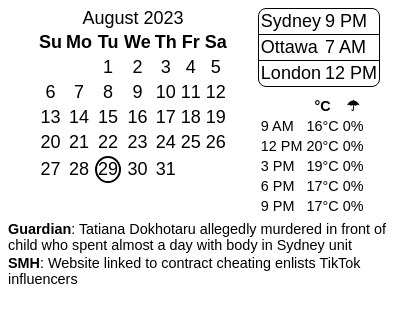 August 2023
Su Mo Tu We Th Fr Sa
1 2 3 4 5
6 7 8 9 10 11 12
13 14 15 16 17 18 19
20 21 22 23 24 25 26
27 28 29 30 31
Sydney 9 PM
Ottawa 7 AM
London 12 PM
°C ☂
9 AM 16°C 0%
12 PM 20°C 0%
3 PM 19°C 0%
6 PM 17°C 0%
9 PM 17°C 0%
Guardian: Tatiana Dokhotaru allegedly murdered in front of
child who spent almost a day with body in Sydney unit
SMH: Website linked to contract cheating enlists TikTok
influencers